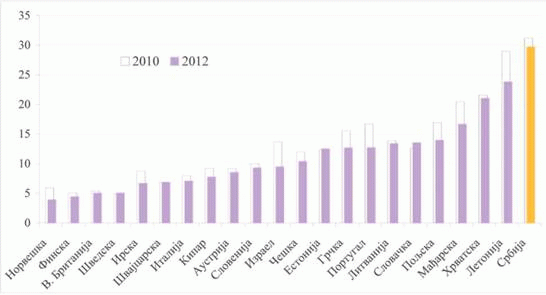 35
30
25
20
15
10
5
0
2010 2012
Норвешка
Финска
В. Британија
Шведска
Ирска
Швајцарска
Италија
Кипар
Аустрија
Словенија
Израел
Чешка
Естонија
Грчка
Португал
Литванија
Словачка
Пољска
Мађарска
Хрватска
Летонија
Србија